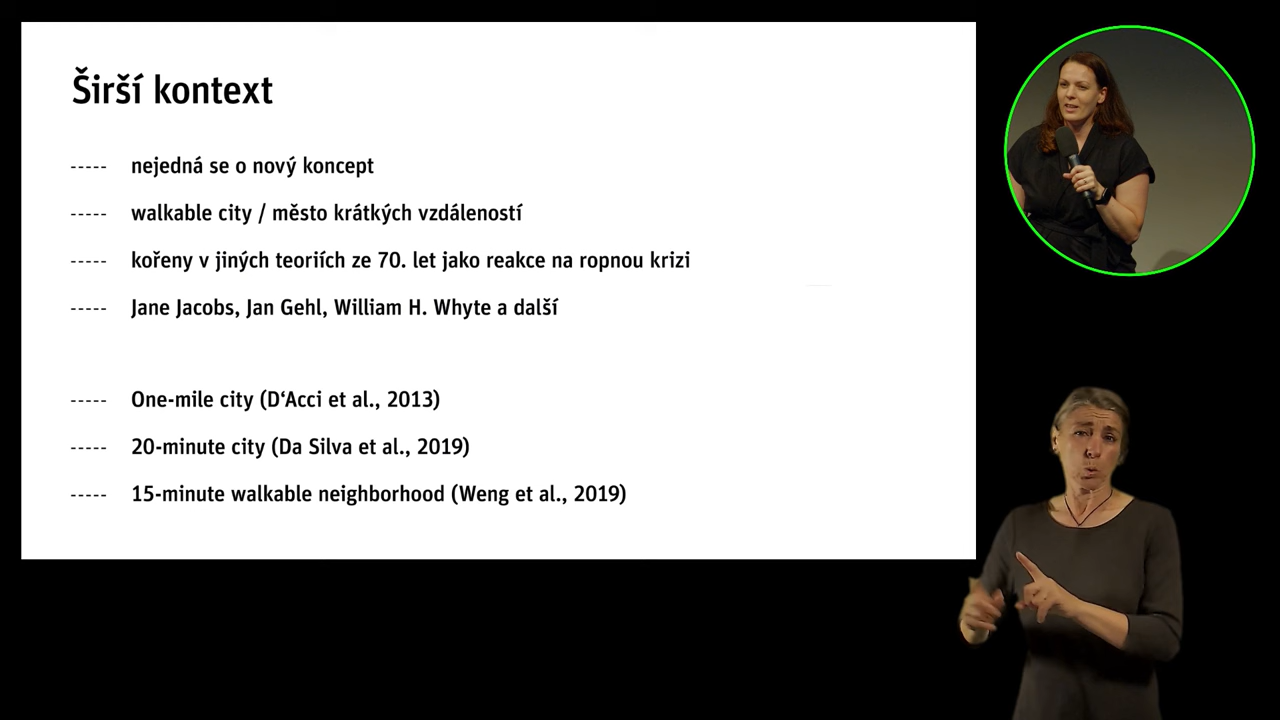 Širší kontext
----- nejedná se o nový koncept
----- walkable city / město krátkých vzdáleností
----- kořeny v jiných teoriích ze 70. let jako reakce na ropnou krizi
----- Jane Jacobs, Jan Gehl, William H. Whyte a další
----- One-mile city (D‘Acci et al., 2013)
----- 20-minute city (Da Silva et al., 2019)
----- 15-minute walkable neighborhood (Weng et al., 2019)